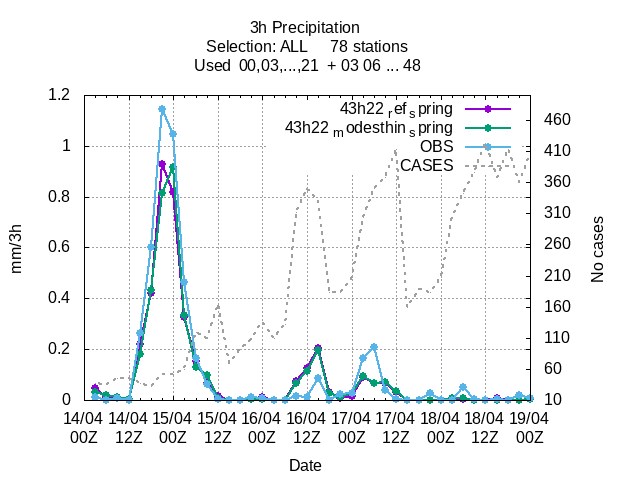 3h Precipitation
Selection: ALL     78 stations
Used  00,03,...,21  + 03 06 ... 48
43h22 ref spring
43h22 modesthin spring
OBS
CASES
1.2
1
0.8
0.6
0.4
0.2
0
mm/3h
460
410
360
310
260
210
160
110
60
10
No cases
14/04 14/04 15/04 15/04 16/04 16/04 17/04 17/04 18/04 18/04 19/04
00Z 12Z 00Z 12Z 00Z 12Z 00Z 12Z 00Z 12Z 00Z
Date